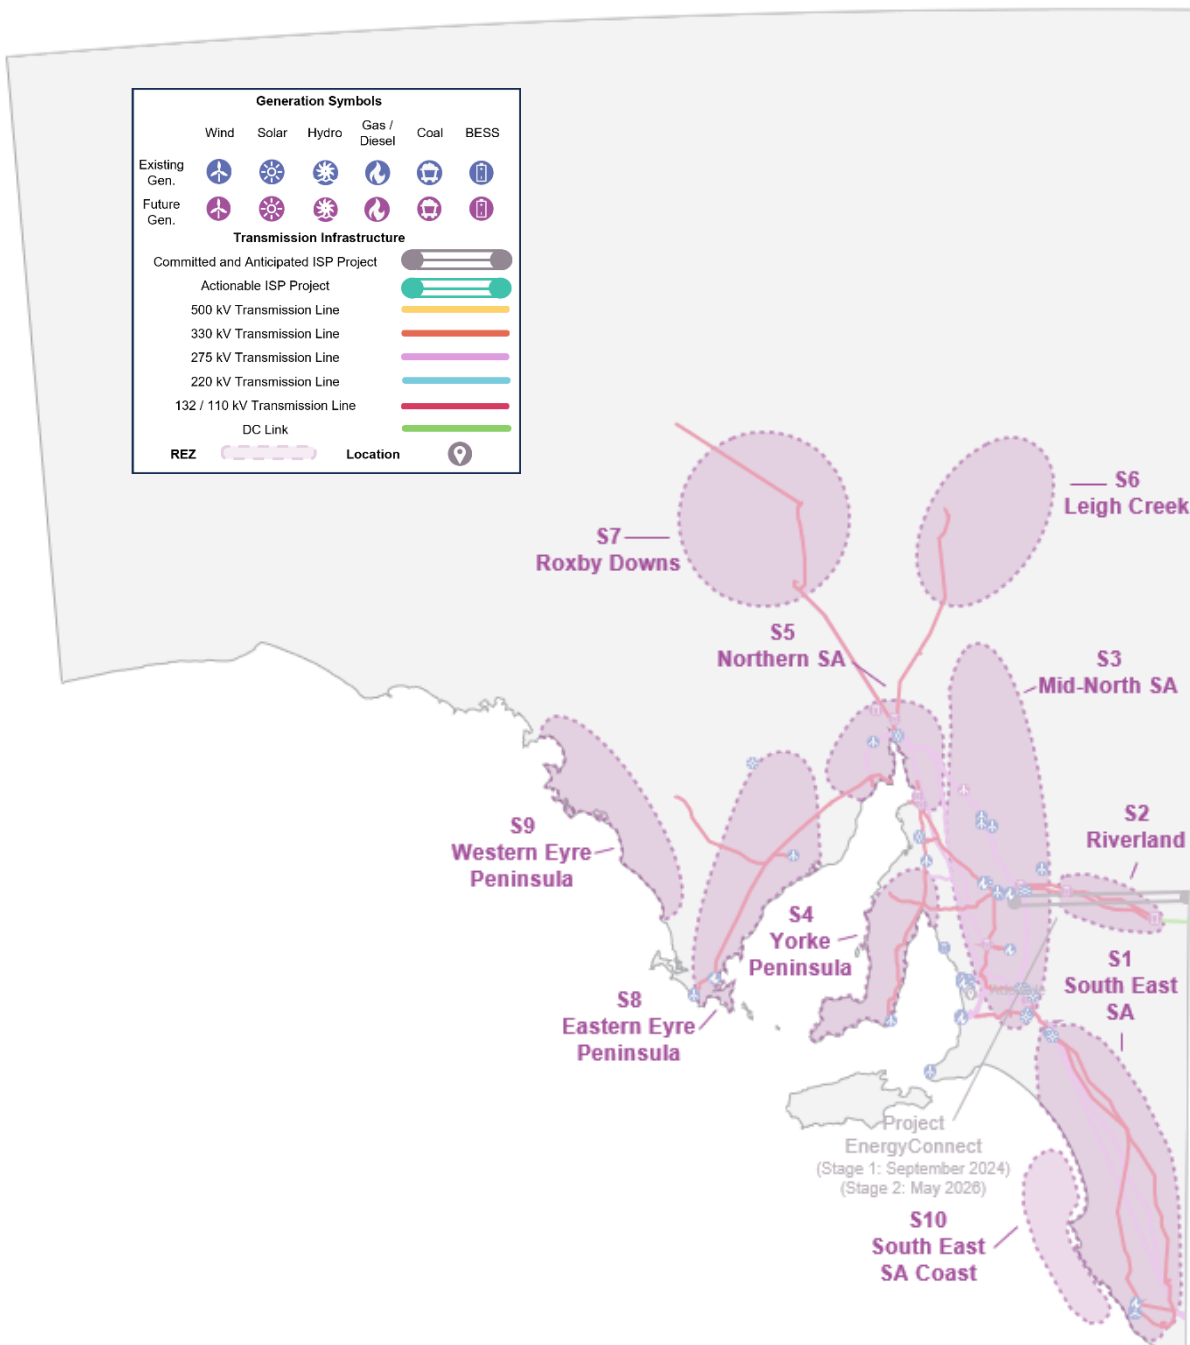 Generation Symbols
Wind Solar Hydro Gas / Diesel Coal BESS
Existing Gen.
Future Gen.
Transmission Infrastructure
Committed and Anticipated ISP Project
Actionable ISP Project
500 kV Transmission Line
330 kV Transmission Line
275 kV Transmission Line
220 kV Transmission Line
132 / 110 kV Transmission Line
DC Link
REZ Location
S6
Leigh Creek
S7
Roxby Downs
S5
Northern SA
S3
Mid-North SA
S2
Riverland
S9
Western Eyre
Peninsula
S4
Yorke
Peninsula
S1
South East
SA
S8
Eastern Eyre
Peninsula
Project
EnergyConnect
(Stage 1: September 2024)
(Stage 2: May 2026)
S10
South East
SA Coast